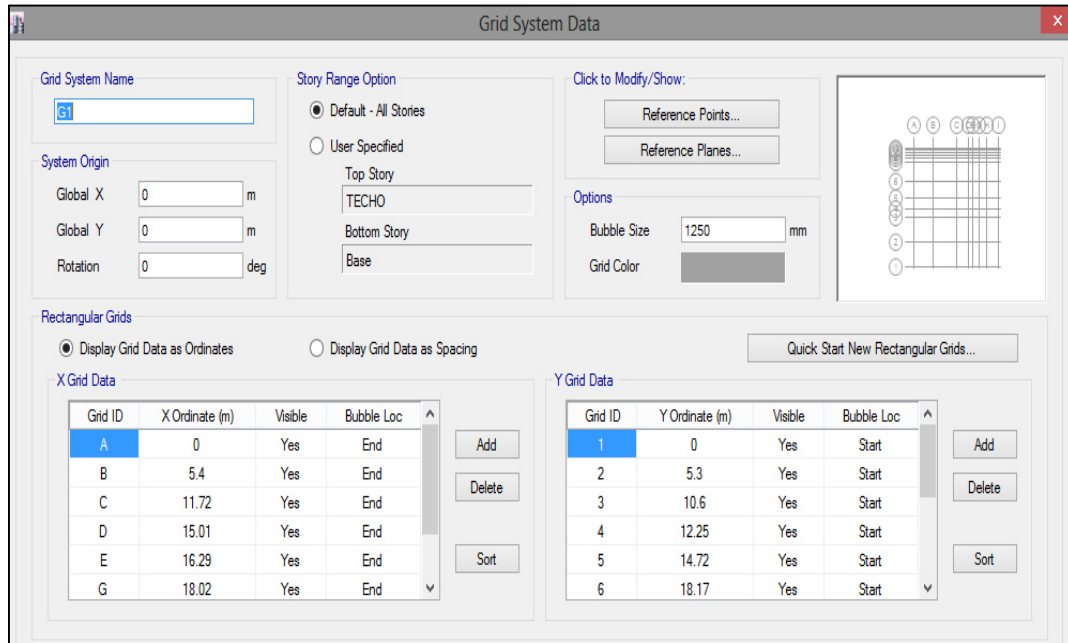 Grid System Data
x
Grid System Name
G1
System Origin
Global X 0 m
Global Y 0 m
Rotation 0 deg
Story Range Option
Default - All Stories
User Specified
Top Story
TECHO
Bottom Story
Base
Click to Modify/Show:
Reference Points...
Reference Planes...
Options
Bubble Size 1250 mm
Grid Color
A B C H I
6
2
1
Rectangular Grids
Display Grid Data as Ordinates Display Grid Data as Spacing Quick Start New Rectangular Grids...
X Grid Data
Grid ID X Ordinate (m) Visible Bubble Loc
A 0 Yes End
B 5.4 Yes End
C 11.72 Yes End
D 15.01 Yes End
E 16.29 Yes End
G 18.02 Yes End
Add
Delete
Sort
Y Grid Data
Grid ID Y Ordinate (m) Visible Bubble Loc
1 0 Yes Start
2 5.3 Yes Start
3 10.6 Yes Start
4 12.25 Yes Start
5 14.72 Yes Start
6 18.17 Yes Start
Add
Delete
Sort